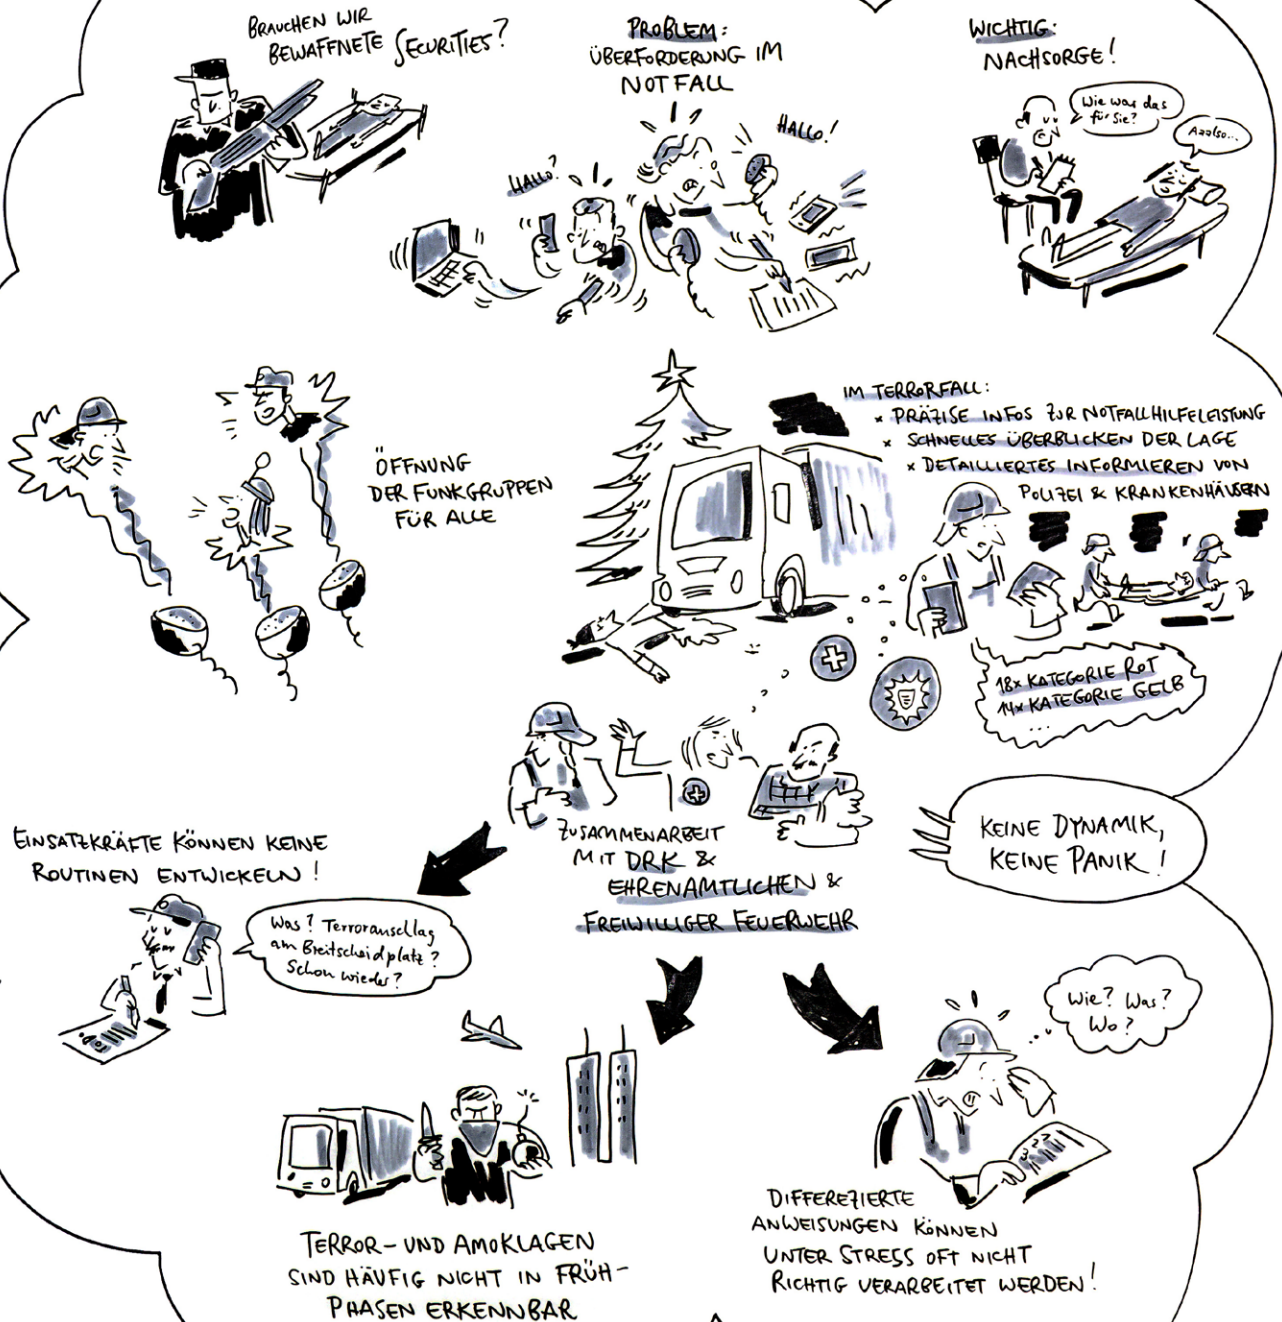 BRAUCHEN WIR
BEWAFFNETE SECURITIES?
PROBLEM:
ÜBERFORDERUNG IM
NOTFALL
HALLO?
HALLO!
WICHTIG:
NACHSORGE!
Wie was das
für Sie?
Aaalso...
ÖFFNUNG
DER FUNKGRUPPEN
FÜR ALLE
IM TERRORFALL:
× PRÄZISE INFOS ZUR NOTFALLHILFELEISTUNG
× SCHNELLES ÜBERBLICKEN DER LAGE
× DETAILLIERTES INFORMIEREN VON
POLIZEI & KRANKENHÄUSERN
18× KATEGORIE ROT
14× KATEGORIE GELB
...
ZUSAMMENARBEIT
MIT DRK &
EHRENAMTLICHEN &
FREIWILLIGER FEUERWEHR
KEINE DYNAMIK,
KEINE PANIK!
EINSATZKRÄFTE KÖNNEN KEINE
ROUTINEN ENTWICKELN!
Was? Terroranschlag
am Breitscheidplatz?
Schon wieder?
TERROR- UND AMOKLAGEN
SIND HÄUFIG NICHT IN FRÜH-
PHASEN ERKENNBAR
Wie? Was?
Wo?
DIFFEREZIERTE
ANWEISUNGEN KÖNNEN
UNTER STRESS OFT NICHT
RICHTIG VERARBEITET WERDEN!